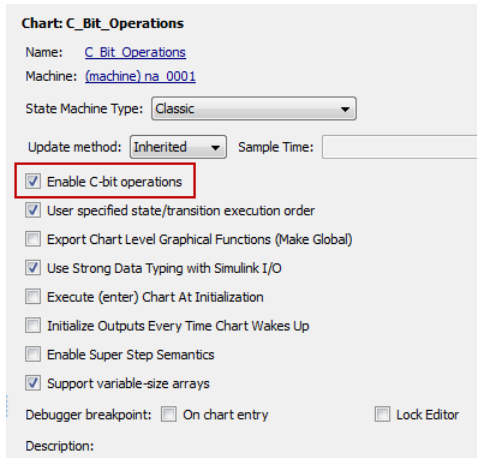 Chart: C_Bit_Operations
Name: C_Bit_Operations
Machine: (machine) na_0001
State Machine Type: Classic
Update method: Inherited Sample Time:
Enable C-bit operations
User specified state/transition execution order
Export Chart Level Graphical Functions (Make Global)
Use Strong Data Typing with Simulink I/O
Execute (enter) Chart At Initialization
Initialize Outputs Every Time Chart Wakes Up
Enable Super Step Semantics
Support variable-size arrays
Debugger breakpoint: On chart entry Lock Editor
Description: